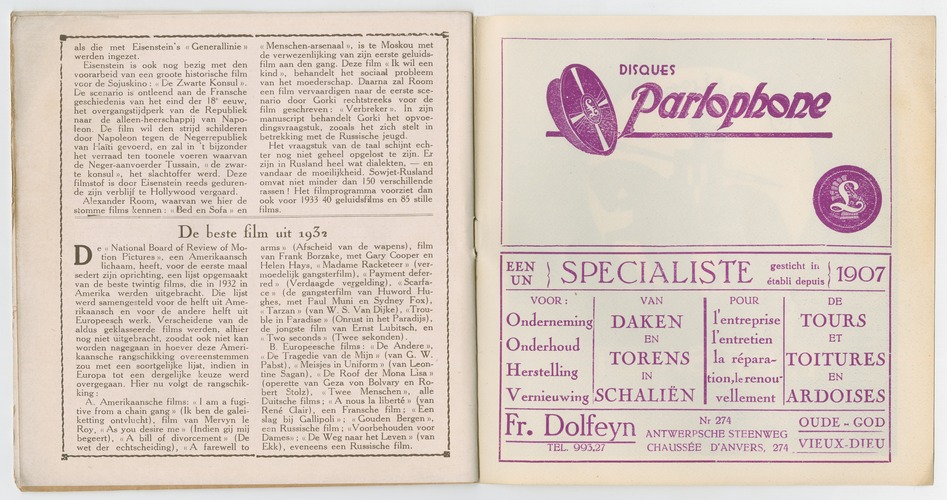 als die met Eisenstein's «Generallinie»
werden ingezet.
Eisenstein is ook nog bezig met den
voorarbeid van een groote historische film
voor de Sojuskino : «De Zwarte Konsul».
De scenario is ontleend aan de Fransche
geschiedenis van het eind der 18e eeuw,
het overgangstijdperk van de Republiek
naar de alleen-heerschappij van Napo-
leon. De film wil den strijd schilderen
door Napoleon tegen de Negerrepubliek
van Haïti gevoerd, en zal in 't bijzonder
het verraad ten toonele voeren waarvan
de Neger-aanvoerder Tussain, «de zwar-
te konsul», het slachtoffer werd. Deze
filmstof is door Eisenstein reeds gedurende
de zijn verblijf te Hollywood vergaard.
Alexander Room, waarvan we hier de
stomme films kennen : «Bed en Sofa» en
«Menschen-arsenaal», is te Moskou met
de verwezenlijking van zijn eerste geluids-
film aan den gang. Deze film «Ik wil een
kind», behandelt het sociaal probleem
van het moederschap. Daarna zal Room
een film vervaardigen naar de eerste sce-
nario door Gorki rechtstreeks voor de
film geschreven : «Verbreker». In zijn
manuscript behandelt Gorki het opvoe-
dingsvraagstuk, zooals het zich stelt in
betrekking met de Russische jeugd.
Het vraagstuk van de taal schijnt ech-
ter nog niet geheel opgelost te zijn. Er
zijn in Rusland heel wat dialekten, — en
vandaar de moeilijkheid. Sowjet-Rusland
omvat niet minder dan 150 verschillende
rassen ! Het filmprogramma voorziet dan
ook voor 1933 40 geluidsfilms en 85 stille
films.
De beste film uit 1932
De «National Board of Review of Mo-
tion Pictures», een Amerikaansch
lichaam, heeft, voor de eerste maal
sedert zijn oprichting, een lijst opgemaakt
van de beste twintig films, die in 1932 in
Amerika werden uitgebracht. Die lijst
werd samengesteld voor de helft uit Ame-
rikaansch en voor de andere helft uit
Europeesch werk. Verscheidene van de
aldus geklasseerde films werden, alhier
nog niet uitgebracht, zoodat ook niet kan
worden nagegaan in hoever deze Ameri-
kaansche rangschikking overeenstemmen
zou met een soortgelijke lijst, indien in
Europa tot een dergelijke keuze werd
overgegaan. Hier nu volgt de rangschik-
king :
A. Amerikaansche films: «I am a fugi-
tive from a chain gang» (Ik ben de galei-
ketting ontvlucht), film van Mervyn le
Roy, «As you desire me» (Indien gij mij
begeert), «A bill of divorcement» (De
wet der echtscheiding), «A farewell to
arms» (Afscheid van de wapens), film
van Frank Borzake, met Gary Cooper en
Helen Hays, «Madame Racketeer» (ver-
moedelijk gangsterfilm), «Payment defer-
red» (Verdaagde vergelding), «Scarfa-
ce» (de gangsterfilm van Huword Hu-
ghes, met Paul Muni en Sydney Fox),
«Tarzan» (van W. S. Van Dijke), «Trou-
ble in Paradise» (Onrust in het Paradijs),
de jongste film van Ernst Lubitsch, en
«Two seconds» (Twee sekonden).
B. Europeesche films : «De Andere»,
«De Tragedie van de Mijn» (van G. W.
Pabst), «Meisjes in Uniform» (van Leon-
tine Sagan), «De Roof der Mona Lisa»
(operette van Geza von Bolvary en Ro-
bert Stolz), «Twee Menschen», alle
Duitsche films; «A nous la liberté» (van
René Clair), een Fransche film; «Een
slag bij Gallipoli»; «Gouden Bergen»,
een Russische film; «Voorbehouden voor
Dames»; «De Weg naar het Leven» (van
Ekk), eveneens een Russische film.
DISQUES
Parlophone
£
EEN
UN
SPECIALISTE
gesticht in
établi depuis
1907
VOOR :
Onderneming
Onderhoud
Herstelling
Vernieuwing
VAN
DAKEN
EN
TORENS
IN
SCHALIËN
POUR
l'entreprise
l'entretien
la répara-
tion, le renou-
vellement
DE
TOURS
ET
TOITURES
EN
ARDOISES
Fr. Dolfeyn
TEL. 993,27
Nr 274
ANTWERPSCHE STEENWEG
CHAUSSÉE D'ANVERS, 274
OUDE-GOD
VIEUX-DIEU